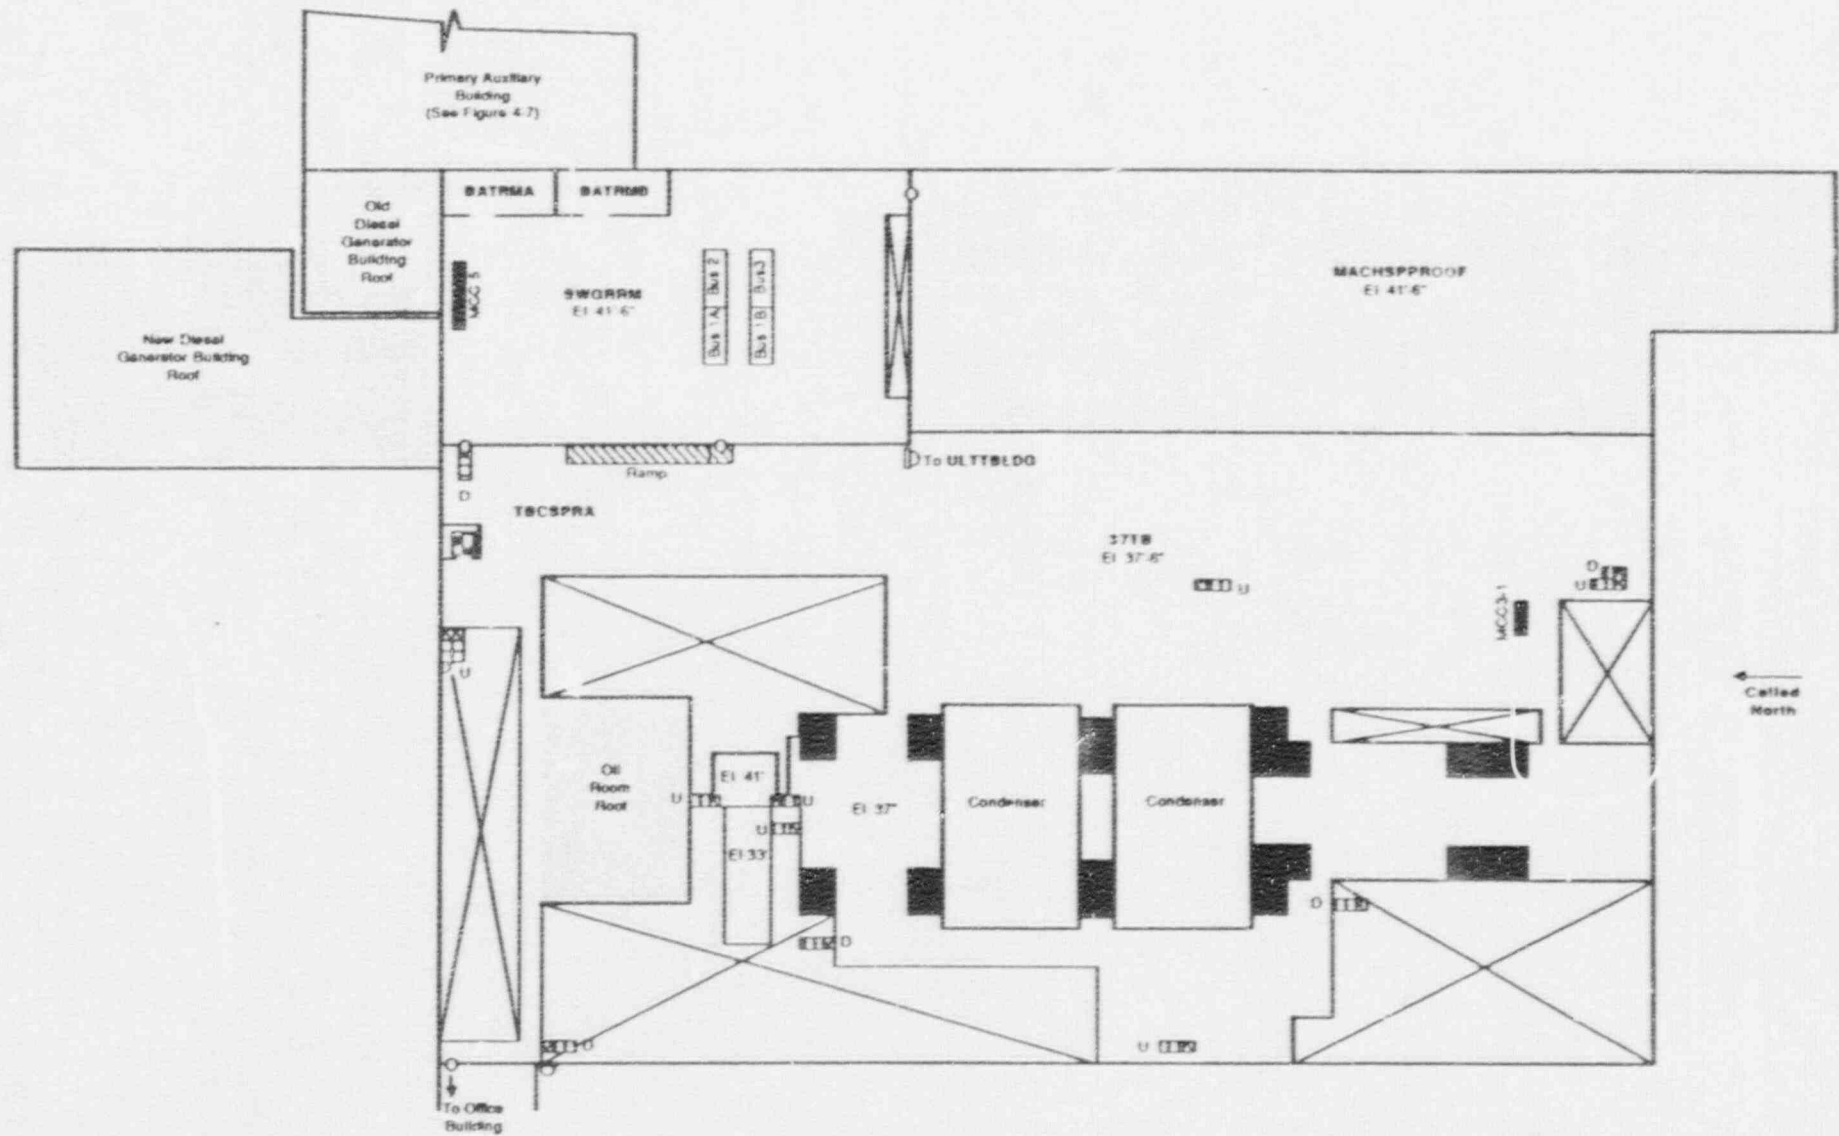 Primary Auxiliary
Building
(See Figure 4-7)
BATRMA
BATRMB
Old
Diesel
Generator
Building
Roof
MCC 5
SWGRRM
El 41'-6"
Bus 2
Bus 3
Bus 1A
Bus 1B
MACHSPPROOF
El 41'-6"
New Diesel
Generator Building
Roof
Ramp
To ULTTBLDG
D
TBCSPRA
37TB
El 37'-6"
U
D
U
MCC3-1
U
Called
North
Oil
Room
Roof
El 41'
U
U
U
El 33'
El 37"
Condenser
Condenser
D
D
U
U
To Office
Building